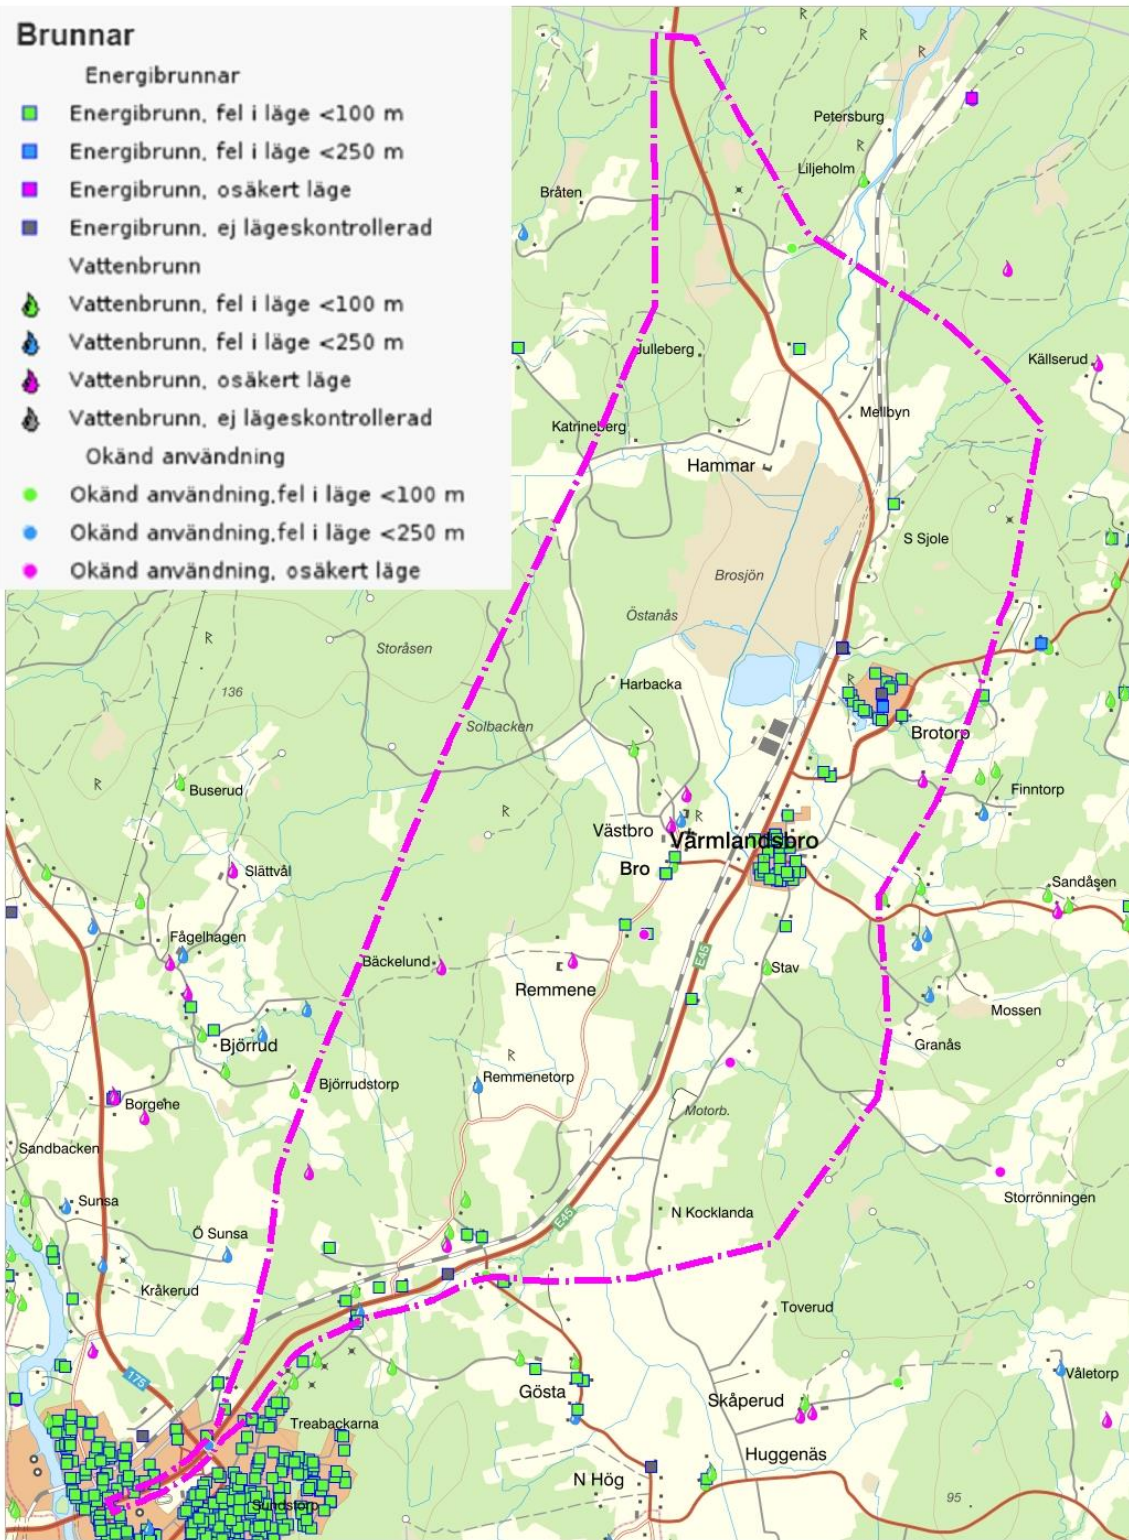 Brunnar
Energibrunnar
Energibrunn, fel i läge <100 m
Energibrunn, fel i läge <250 m
Energibrunn, osäkert läge
Energibrunn, ej lägeskontrollerad
Vattenbrunn
Vattenbrunn, fel i läge <100 m
Vattenbrunn, fel i läge <250 m
Vattenbrunn, osäkert läge
Vattenbrunn, ej lägeskontrollerad
Okänd användning
Okänd användning,fel i läge <100 m
Okänd användning,fel i läge <250 m
Okänd användning, osäkert läge
R
R
R
Petersburg
R
Liljeholm
Bråten
Julleberg
Källserud
Mellbyn
Katrineberg
Hammar
S Sjole
Brosjön
Östanås
R
Storåsen
Harbacka
R
136
Solbacken
Brotorp
R
Buserud
Finntorp
R
R
Västbro
Värmlandsbro
Bro
Slättvål
Sandåsen
Fågelhagen
E45
Bäckelund
Stav
Remmene
Mossen
Björrud
Granås
R
Björrudstorp
Remmenetorp
Borgene
Motorb.
Sandbacken
Storrönningen
Sunsa
N Kocklanda
E45
Ö Sunsa
Kråkerud
Toverud
175
Våletorp
Gösta
Skåperud
Treabackarna
Huggenäs
N Hög
95
Sundstorp